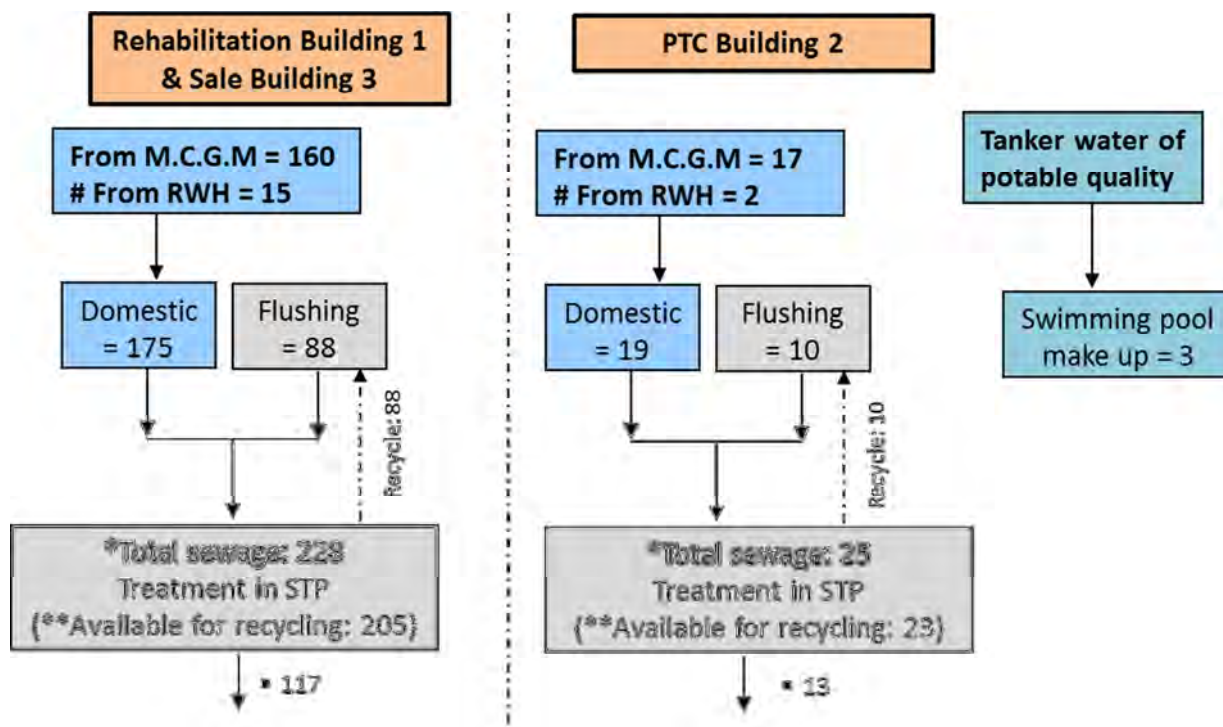 Rehabilitation Building 1
& Sale Building 3
From M.C.G.M = 160
# From RWH = 15
Domestic
= 175
Flushing
= 88
Recycle: 88
*Total sewage: 228
Treatment in STP
(**Available for recycling: 205)
▪ 117
PTC Building 2
From M.C.G.M = 17
# From RWH = 2
Domestic
= 19
Flushing
= 10
Recycle: 10
*Total sewage: 25
Treatment in STP
(**Available for recycling: 23)
▪ 13
Tanker water of
potable quality
Swimming pool
make up = 3